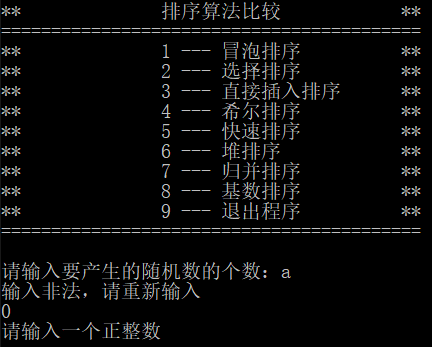 **              排序算法比较            **
==========================================
**              1 --- 冒泡排序          **
**              2 --- 选择排序          **
**              3 --- 直接插入排序      **
**              4 --- 希尔排序          **
**              5 --- 快速排序          **
**              6 --- 堆排序            **
**              7 --- 归并排序          **
**              8 --- 基数排序          **
**              9 --- 退出程序          **
==========================================
请输入要产生的随机数的个数：a
输入非法，请重新输入
0
请输入一个正整数